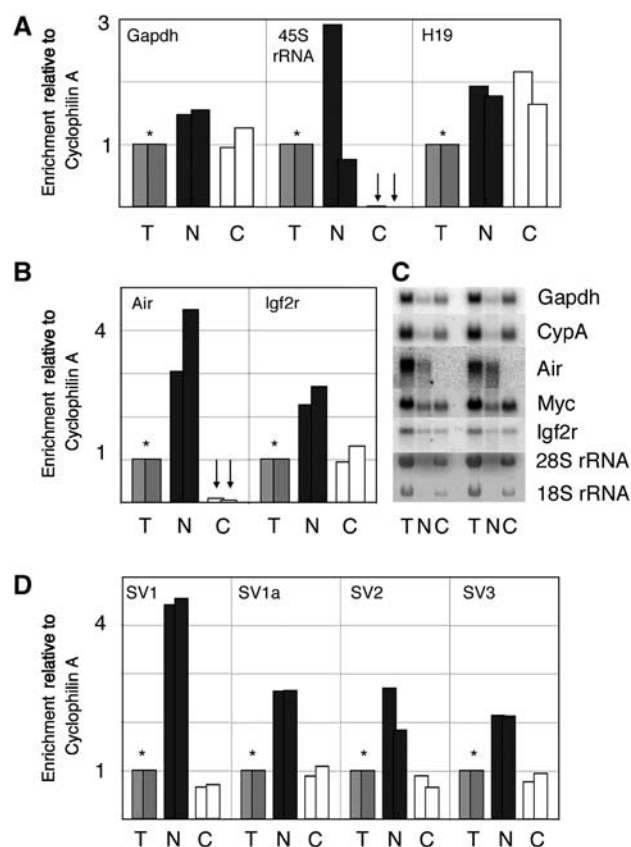 A
Enrichment relative to
Cyclophilin A
3
1
Gapdh
45S
rRNA
H19
*
*
*
T N C T N C T N C
B
Enrichment relative to
Cyclophilin A
4
1
Air
Igf2r
*
*
T N C T N C
C
Gapdh
CypA
Air
Myc
Igf2r
28S rRNA
18S rRNA
T N C T N C
D
Enrichment relative to
Cyclophilin A
4
1
SV1
SV1a
SV2
SV3
*
*
*
*
T N C T N C T N C T N C